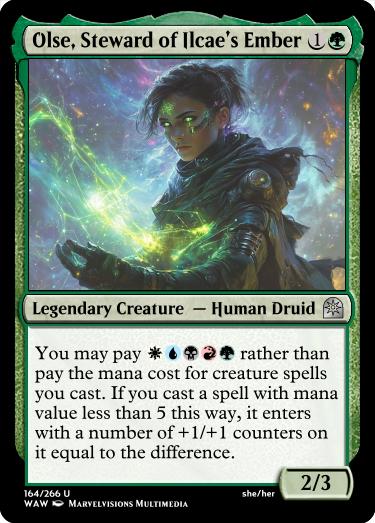 Olse, Steward of Ilcae's Ember 1
Legendary Creature — Human Druid
You may pay rather than
pay the mana cost for creature spells
you cast. If you cast a spell with mana
value less than 5 this way, it enters
with a number of +1/+1 counters on
it equal to the difference.
2/3
164/266 U she/her
WAW Marvelvisions Multimedia